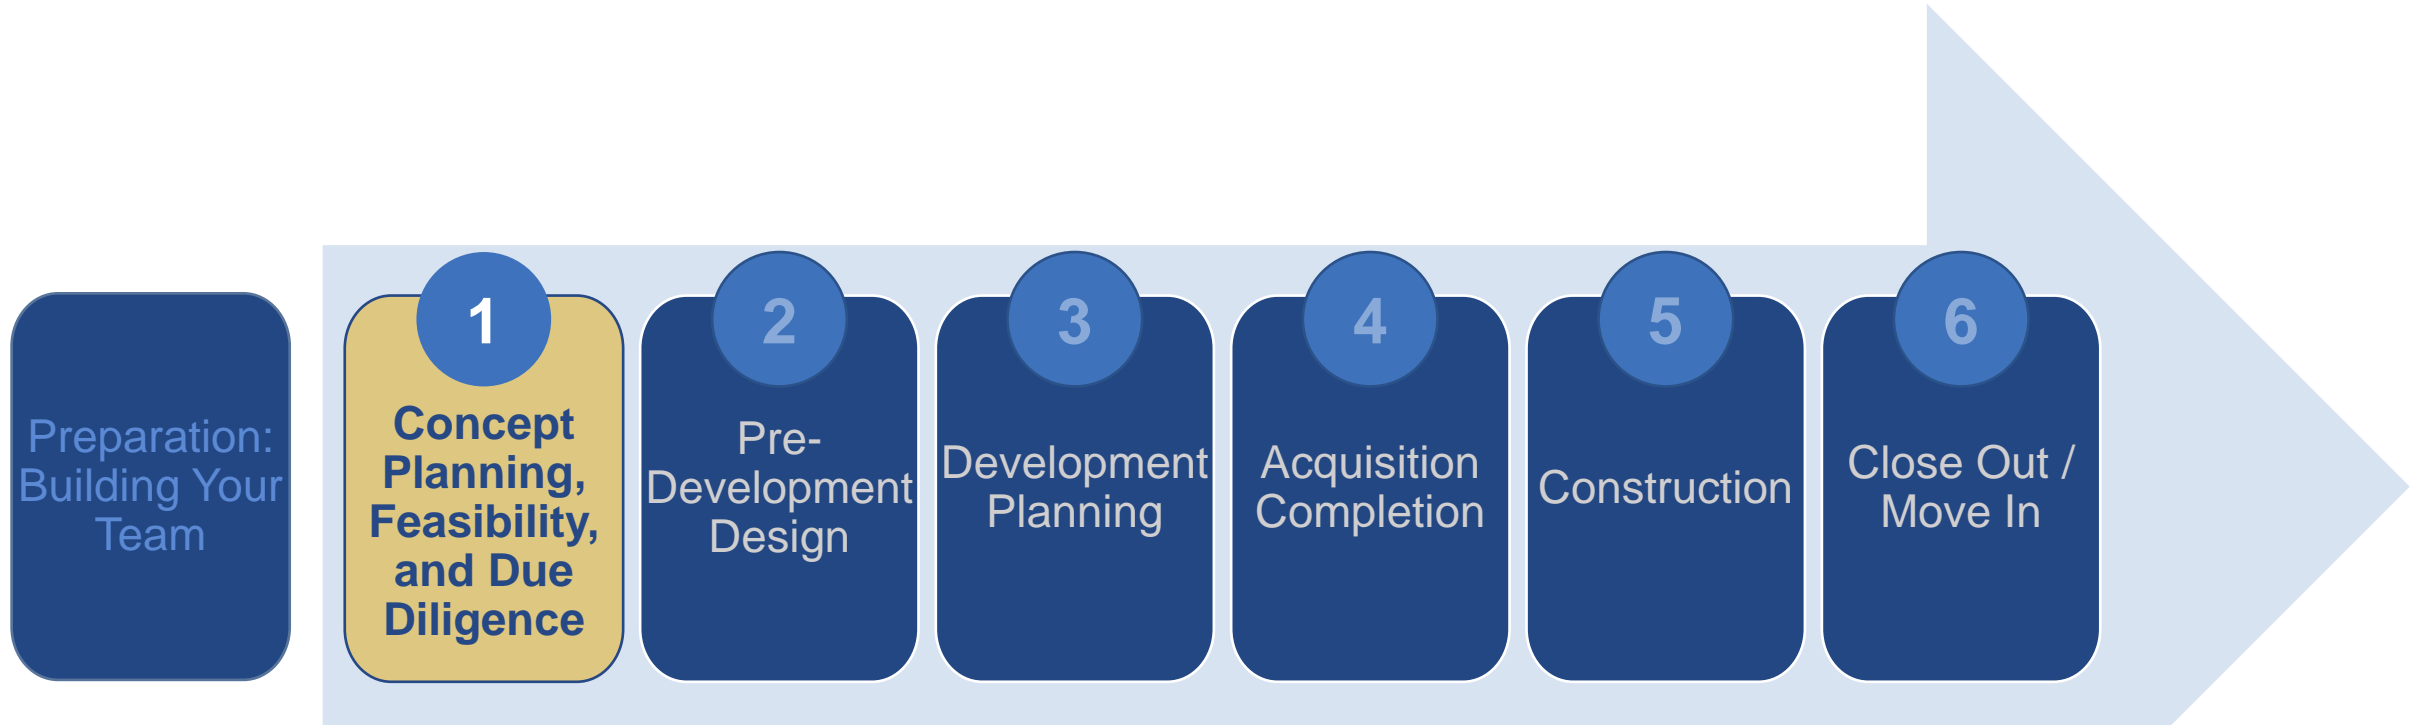 Preparation:
Building Your
Team
1
Concept
Planning,
Feasibility,
and Due
Diligence
2
Pre-
Development
Design
3
Development
Planning
4
Acquisition
Completion
5
Construction
6
Close Out /
Move In